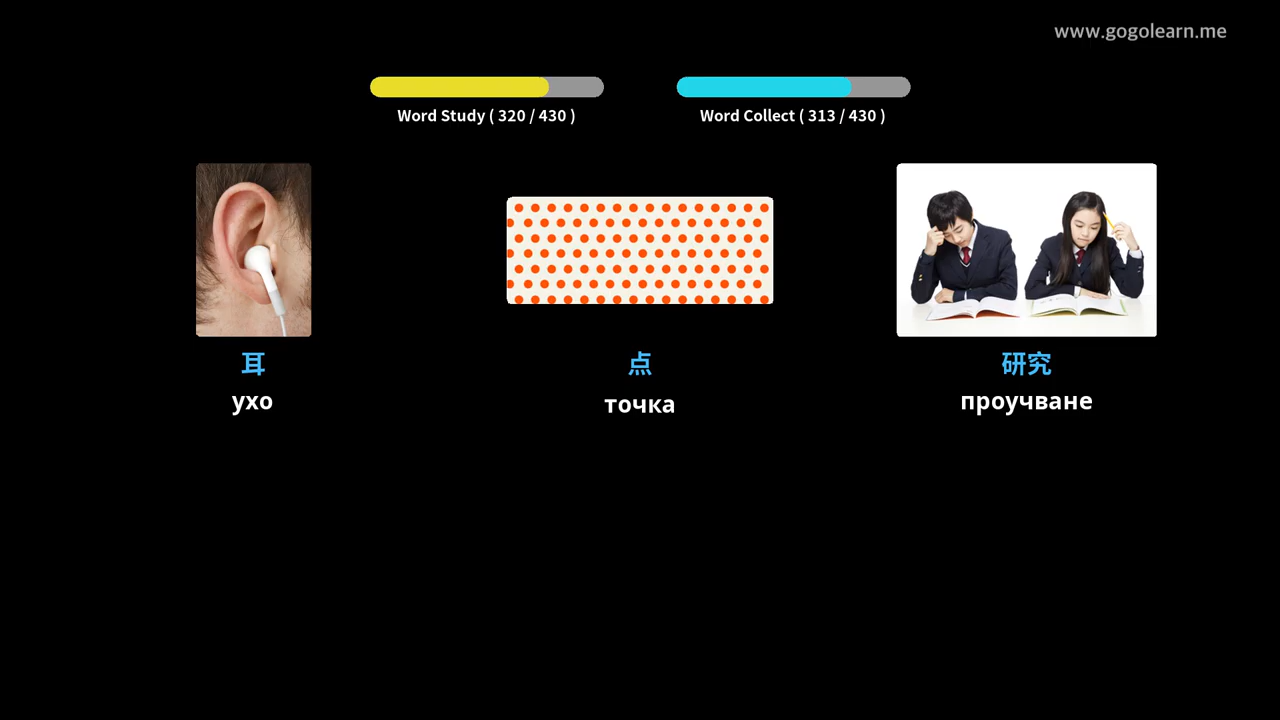 www.gogolearn.me
Word Study ( 320 / 430 )
Word Collect ( 313 / 430 )
耳
ухо
点
точка
研究
проучване